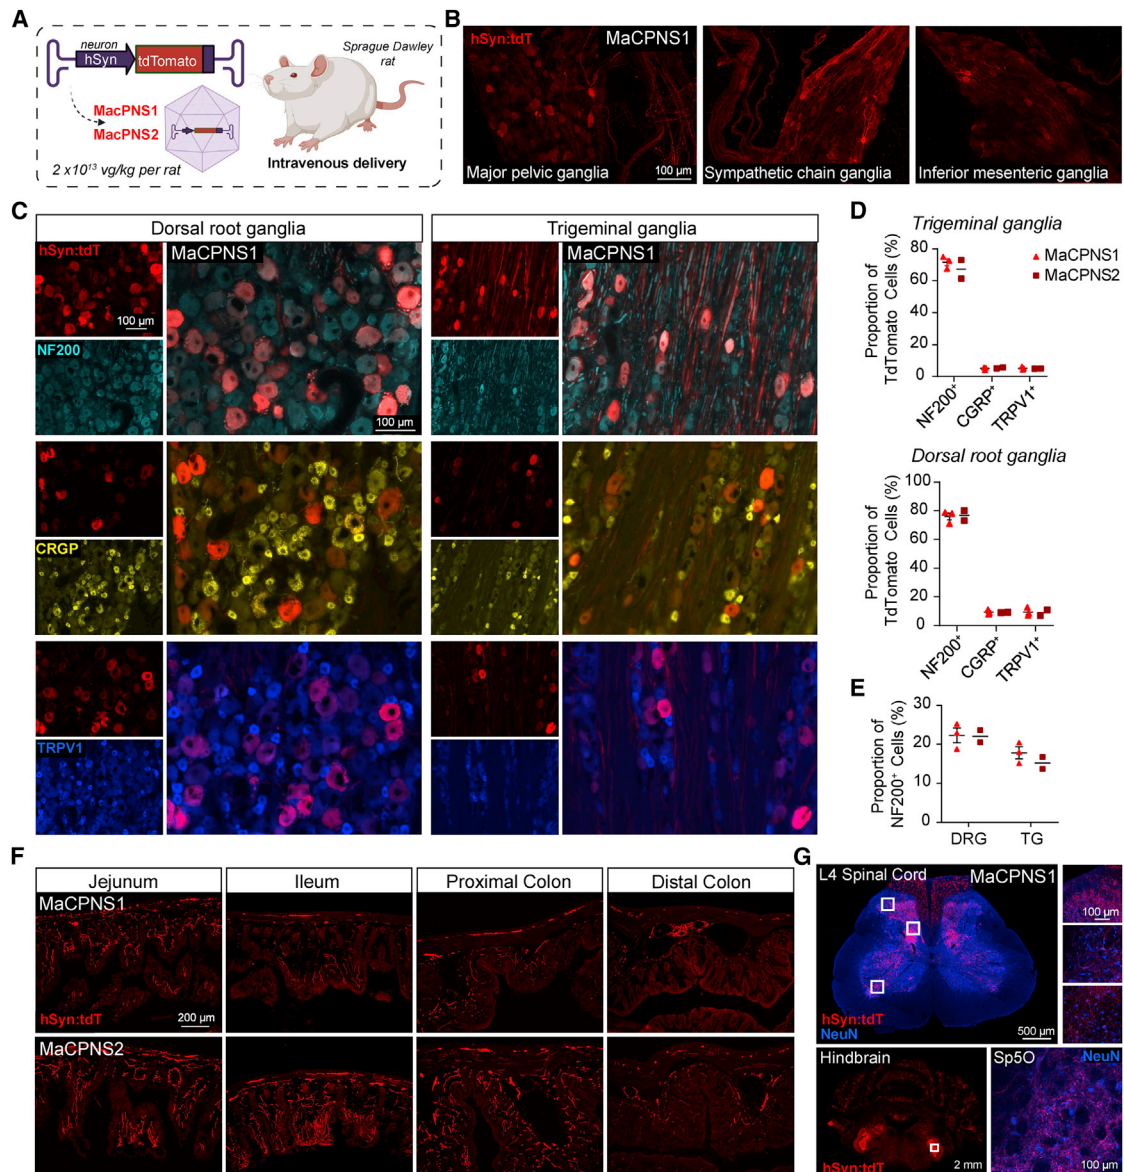 A
neuron
hSyn
tdTomato
MacPNS1
MacPNS2
2 x10¹³ vg/kg per rat
Sprague Dawley
rat
Intravenous delivery
B
hSyn:tdT
MaCPNS1
Major pelvic ganglia
100 µm
Sympathetic chain ganglia
Inferior mesenteric ganglia
C
Dorsal root ganglia
Trigeminal ganglia
hSyn:tdT
MaCPNS1
MaCPNS1
100 µm
NF200
100 µm
CRGP
TRPV1
D
Trigeminal ganglia
Proportion of
TdTomato Cells (%)
80
60
40
20
0
MaCPNS1
MaCPNS2
NF200⁺
CGRP⁺
TRPV1⁺
Dorsal root ganglia
Proportion of
TdTomato Cells (%)
100
80
60
40
20
0
NF200⁺
CGRP⁺
TRPV1⁺
E
Proportion of
NF200⁺ Cells (%)
30
20
10
0
DRG
TG
F
Jejunum
Ileum
Proximal Colon
Distal Colon
MaCPNS1
200 µm
MaCPNS2
G
L4 Spinal Cord
MaCPNS1
100 µm
hSyn:tdT
NeuN
500 µm
Hindbrain
Sp5O
NeuN
hSyn:tdT
2 mm
100 µm